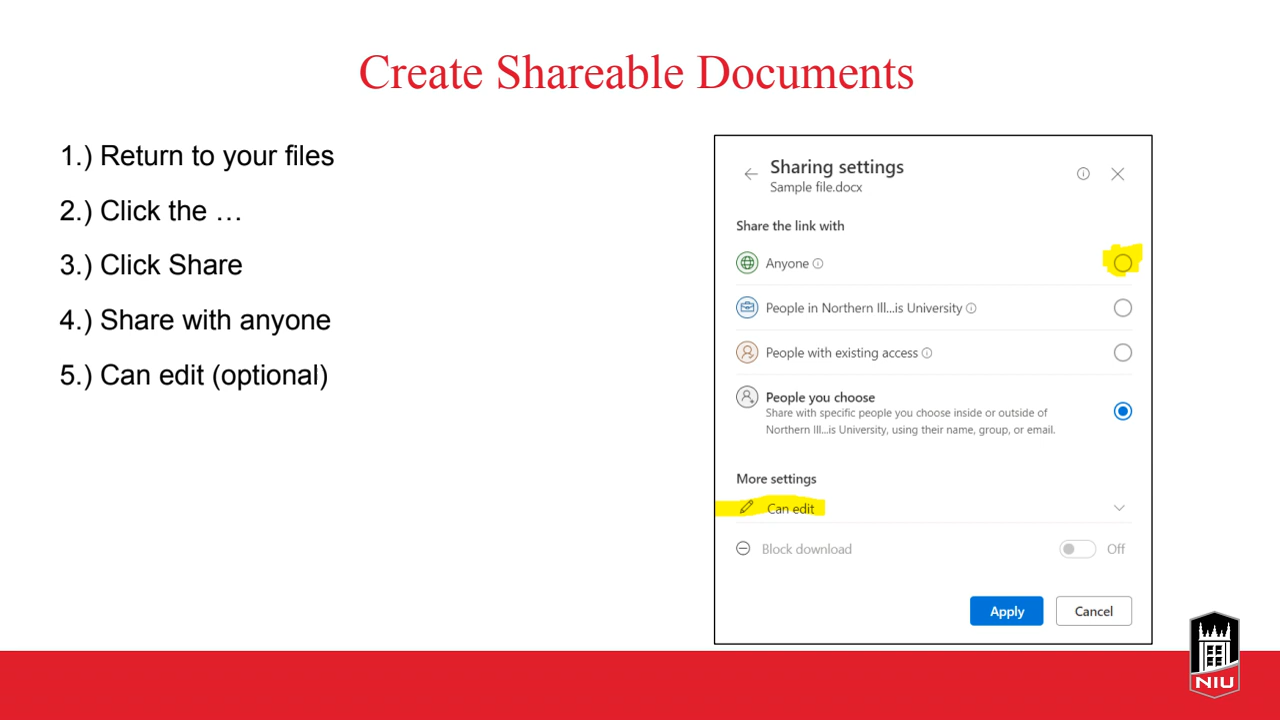 Create Shareable Documents
1.) Return to your files
2.) Click the …
3.) Click Share
4.) Share with anyone
5.) Can edit (optional)
Sharing settings
Sample file.docx
Share the link with
Anyone
People in Northern Ill...is University
People with existing access
People you choose
Share with specific people you choose inside or outside of
Northern Ill...is University, using their name, group, or email.
More settings
Can edit
Block download Off
Apply Cancel
NIU